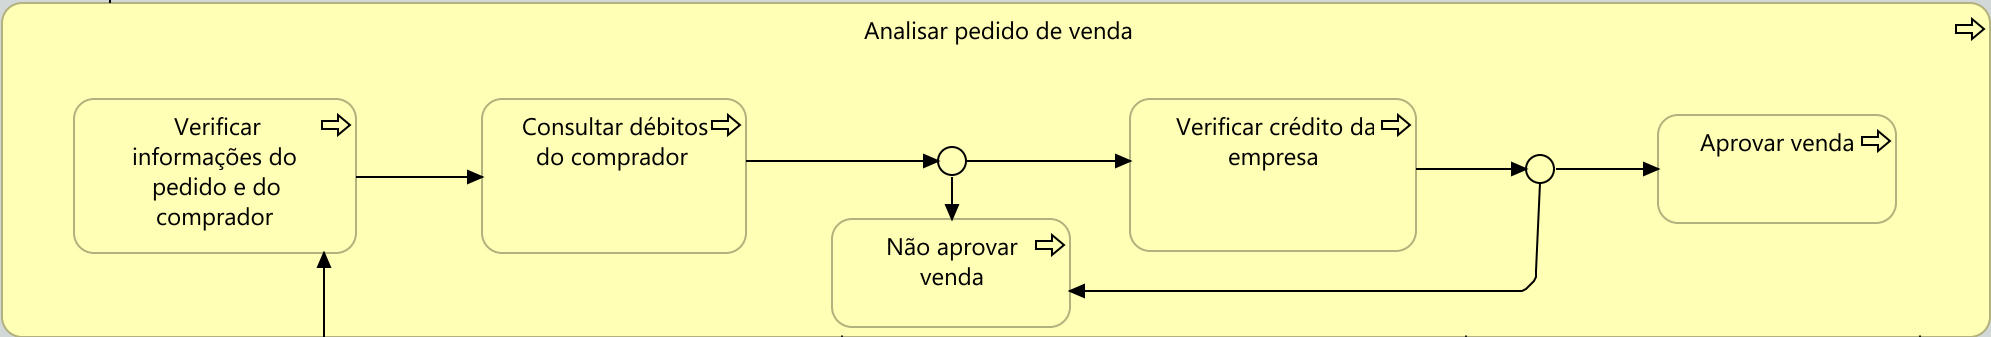 Analisar pedido de venda
Verificar
informações do
pedido e do
comprador
Consultar débitos
do comprador
Não aprovar
venda
Verificar crédito da
empresa
Aprovar venda